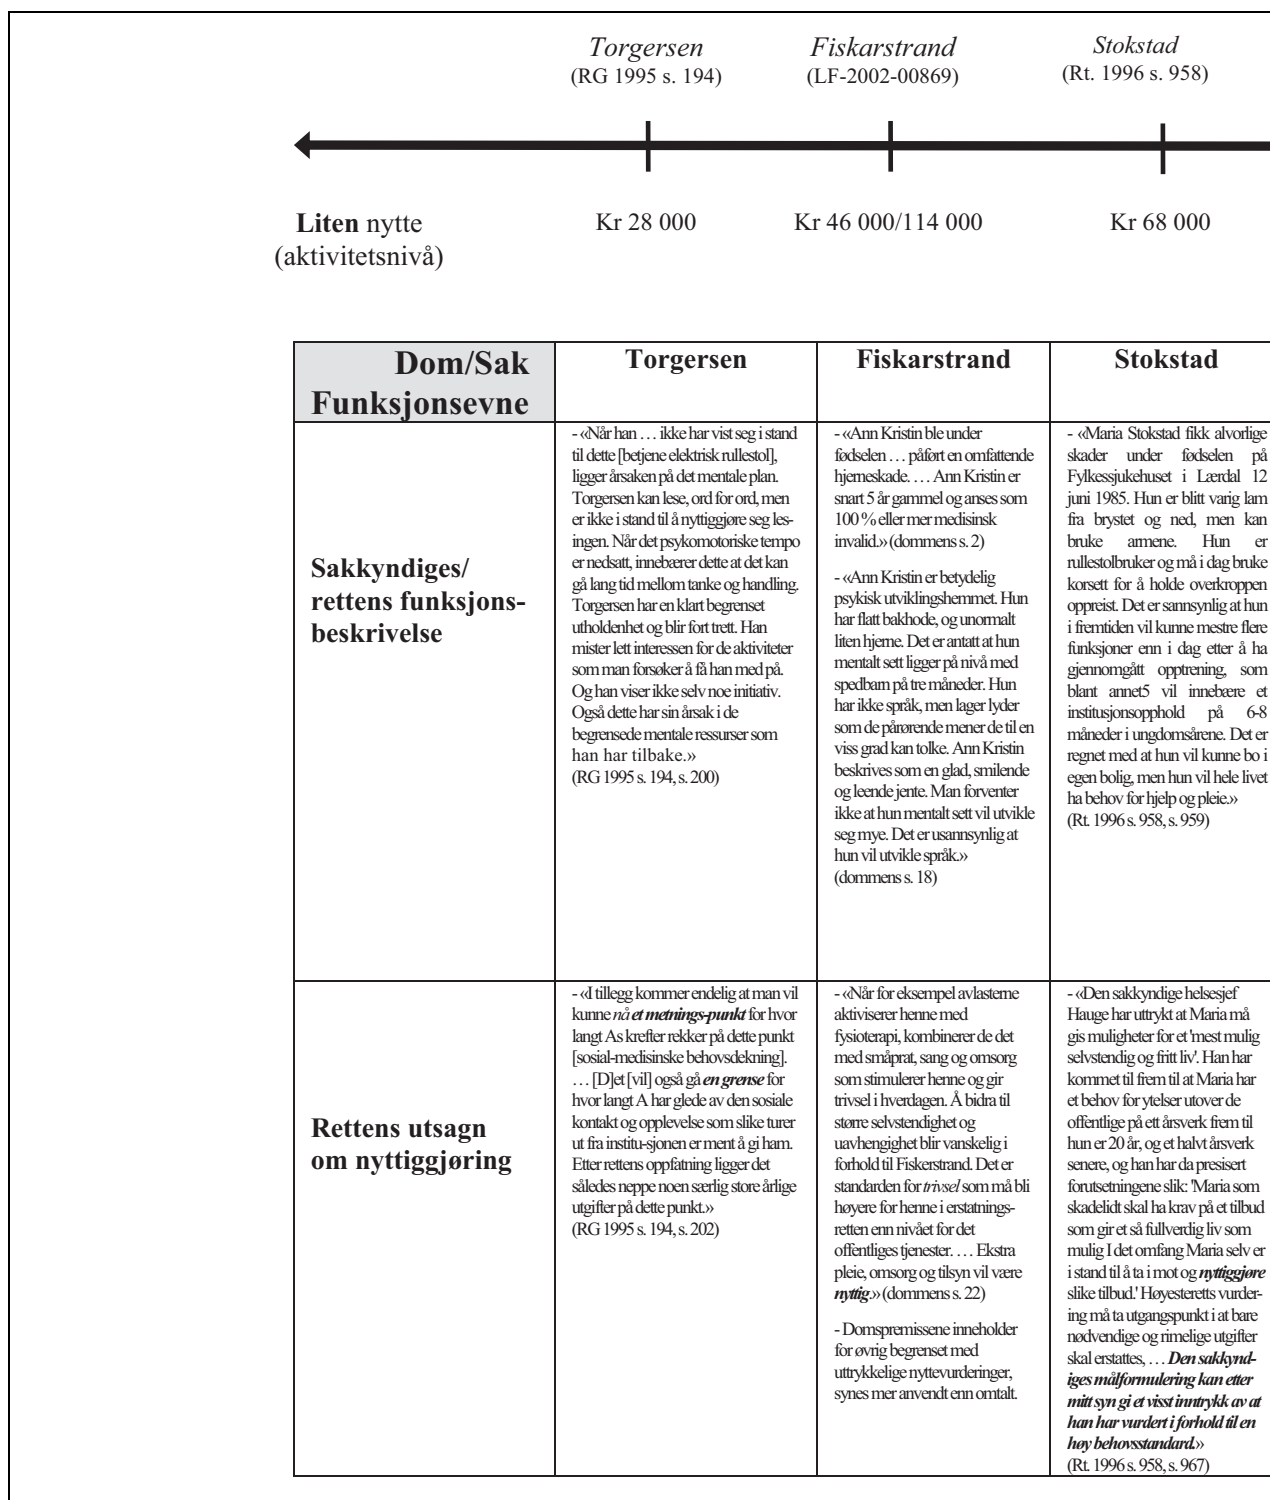 Torgersen
(RG 1995 s. 194)
Fiskarstrand
(LF-2002-00869)
Stokstad
(Rt. 1996 s. 958)
Liten nytte
(aktivitetsnivå)
Kr 28 000
Kr 46 000/114 000
Kr 68 000
Dom/Sak
Funksjonsevne
Torgersen
Fiskarstrand
Stokstad
Sakkyndiges/
rettens funksjons-
beskrivelse
- «Når han … ikke har vist seg i stand
til dette [betjene elektrisk rullestol],
ligger årsaken på det mentale plan.
Torgersen kan lese, ord for ord, men
er ikke i stand til å nyttiggjøre seg les-
ingen. Når det psykomotoriske tempo
er nedsatt, innebærer dette at det kan
gå lang tid mellom tanke og handling.
Torgersen har en klart begrenset
utholdenhet og blir fort trett. Han
mister lett interessen for de aktiviteter
som man forsøker å få han med på.
Og han viser ikke selv noe initiativ.
Også dette har sin årsak i de
begrensede mentale ressurser som
han har tilbake.»
(RG 1995 s. 194, s. 200)
- «Ann Kristin ble under
fødselen … påført en omfattende
hjerneskade. … Ann Kristin er
snart 5 år gammel og anses som
100 % eller mer medisinsk
invalid.» (dommens s. 2)
- «Ann Kristin er betydelig
psykisk utviklingshemmet. Hun
har flatt bakhode, og unormalt
liten hjerne. Det er antatt at hun
mentalt sett ligger på nivå med
spedbarn på tre måneder. Hun
har ikke språk, men lager lyder
som de pårørende mener de til en
viss grad kan tolke. Ann Kristin
beskrives som en glad, smilende
og leende jente. Man forventer
ikke at hun mentalt sett vil utvikle
seg mye. Det er usannsynlig at
hun vil utvikle språk.»
(dommens s. 18)
- «Maria Stokstad fikk alvorlige
skader under fødselen på
Fylkessjukehuset i Lærdal 12
juni 1985. Hun er blitt varig lam
fra brystet og ned, men kan
bruke armene. Hun er
rullestolbruker og må i dag bruke
korsett for å holde overkroppen
oppreist. Det er sannsynlig at hun
i fremtiden vil kunne mestre flere
funksjoner enn i dag etter å ha
gjennomgått opptrening, som
blant annet5 vil innebære et
institusjonsopphold på 6-8
måneder i ungdomsårene. Det er
regnet med at hun vil kunne bo i
egen bolig, men hun vil hele livet
ha behov for hjelp og pleie.»
(Rt. 1996 s. 958, s. 959)
Rettens utsagn
om nyttiggjøring
- «I tillegg kommer endelig at man vil
kunne nå et metnings-punkt for hvor
langt As krefter rekker på dette punkt
[sosial-medisinske behovsdekning].
… [D]et [vil] også gå en grense for
hvor langt A har glede av den sosiale
kontakt og opplevelse som slike turer
ut fra institu-sjonen er ment å gi ham.
Etter rettens oppfatning ligger det
således neppe noen særlig store årlige
utgifter på dette punkt.»
(RG 1995 s. 194, s. 202)
- «Når for eksempel avlasterne
aktiviserer henne med
fysioterapi, kombinerer de det
med småprat, sang og omsorg
som stimulerer henne og gir
trivsel i hverdagen. Å bidra til
større selvstendighet og
uavhengighet blir vanskelig i
forhold til Fiskerstrand. Det er
standarden for trivsel som må bli
høyere for henne i erstatnings-
retten enn nivået for det
offentliges tjenester. … Ekstra
pleie, omsorg og tilsyn vil være
nyttig.» (dommens s. 22)
- Domspremissene inneholder
for øvrig begrenset med
uttrykkelige nyttevurderinger,
synes mer anvendt enn omtalt.
- «Den sakkyndige helsesjef
Hauge har uttrykt at Maria må
gis muligheter for et 'mest mulig
selvstendig og fritt liv'. Han har
kommet til frem til at Maria har
et behov for ytelser utover de
offentlige på ett årsverk frem til
hun er 20 år, og et halvt årsverk
senere, og han har da presisert
forutsetningene slik: 'Maria som
skadelidt skal ha krav på et tilbud
som gir et så fullverdig liv som
mulig I det omfang Maria selv er
i stand til å ta i mot og nyttiggjøre
slike tilbud.' Høyesteretts vurder-
ing må ta utgangspunkt i at bare
nødvendige og rimelige utgifter
skal erstattes, … Den sakkynd-
iges målformulering kan etter
mitt syn gi et visst inntrykk av at
han har vurdert i forhold til en
høy behovsstandard.»
(Rt. 1996 s. 958, s. 967)